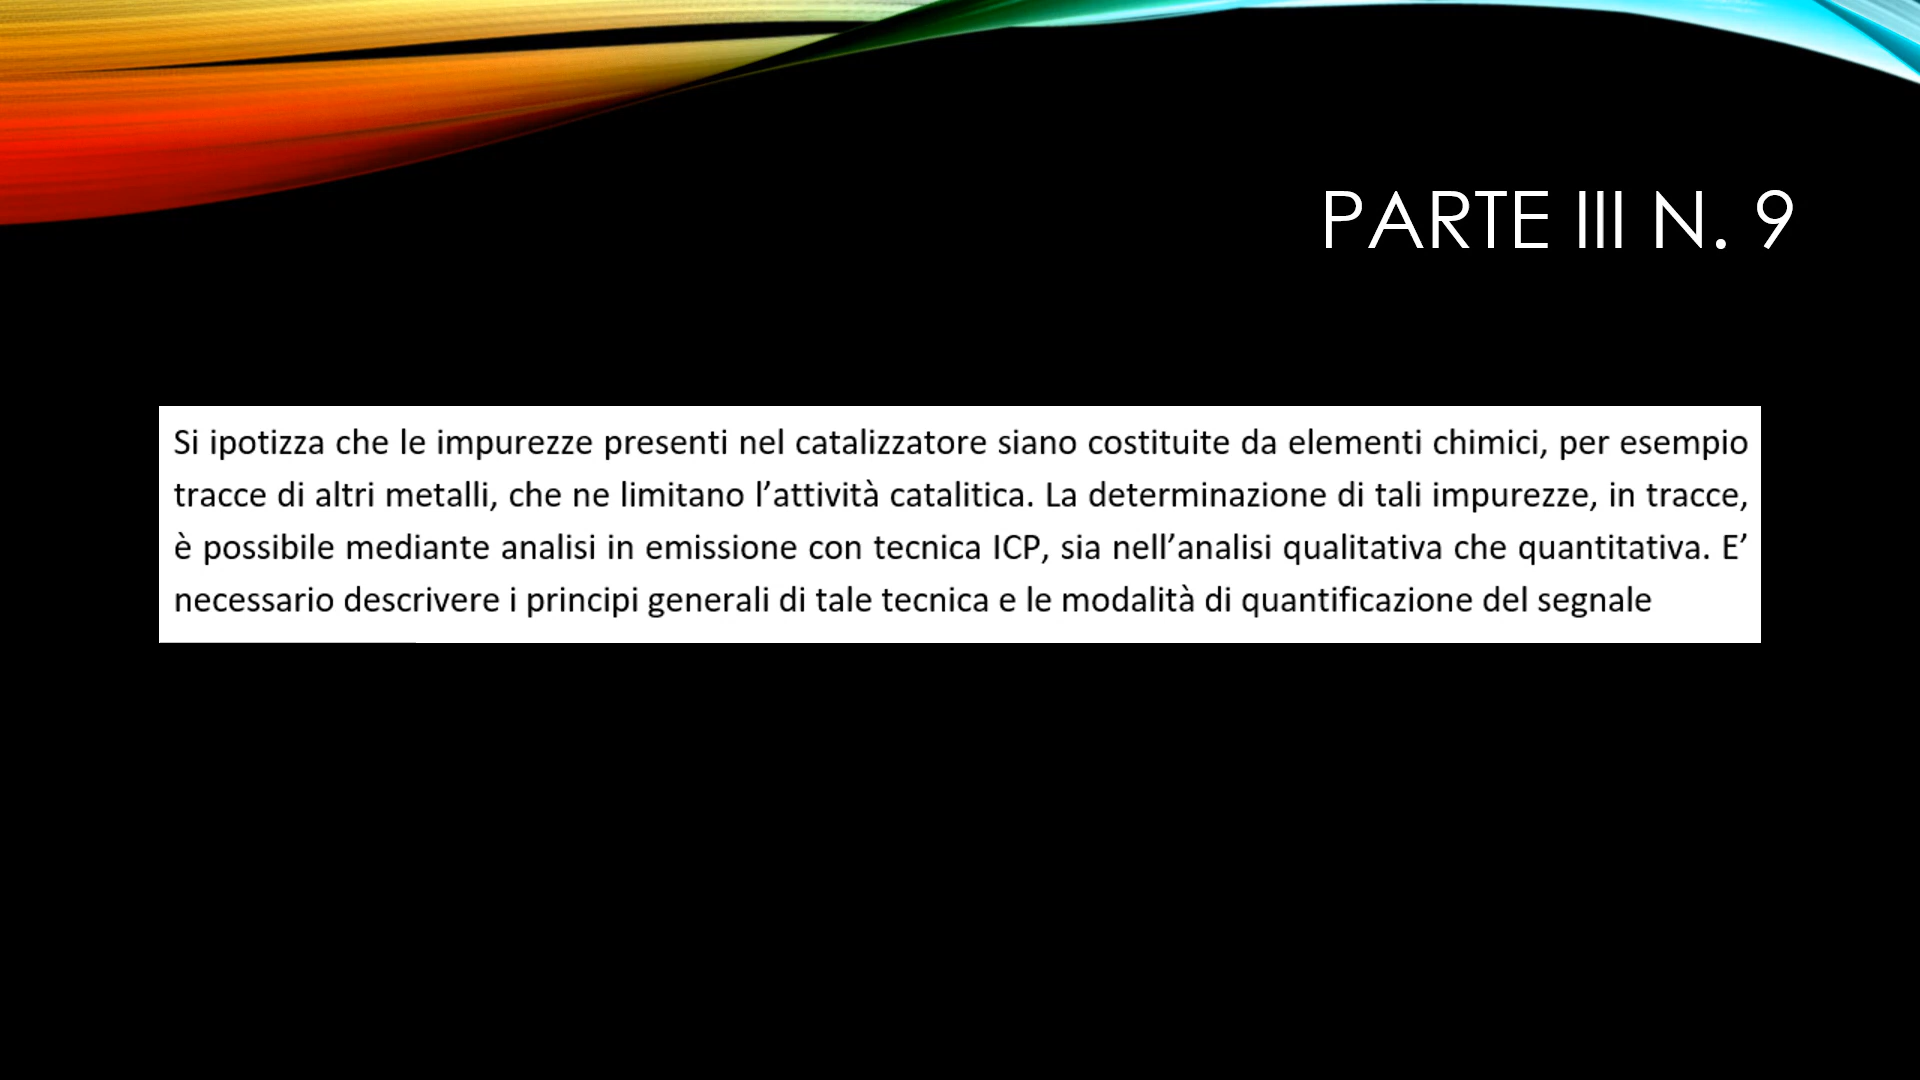 PARTE III N. 9
Si ipotizza che le impurezze presenti nel catalizzatore siano costituite da elementi chimici, per esempio
tracce di altri metalli, che ne limitano l’attività catalitica. La determinazione di tali impurezze, in tracce,
è possibile mediante analisi in emissione con tecnica ICP, sia nell’analisi qualitativa che quantitativa. E’
necessario descrivere i principi generali di tale tecnica e le modalità di quantificazione del segnale